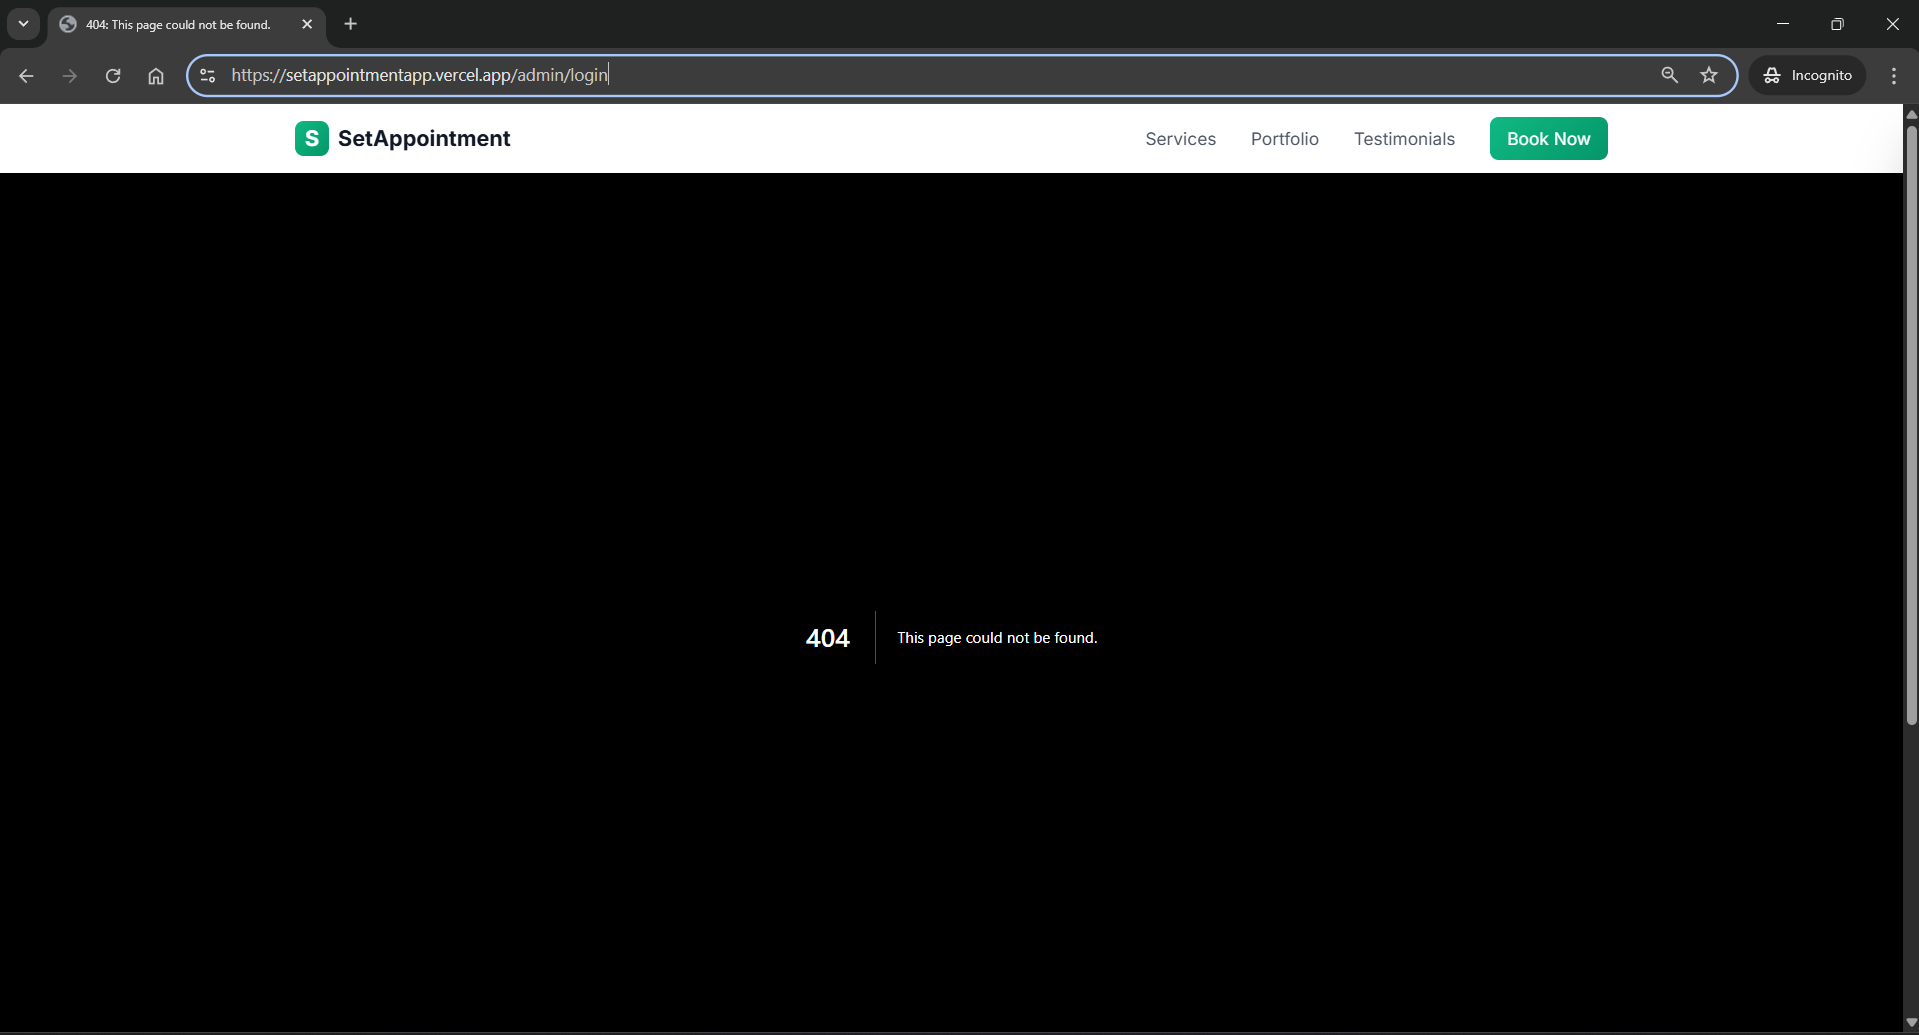 404: This page could not be found.
https://setappointmentapp.vercel.app/admin/login
Incognito
S SetAppointment
Services Portfolio Testimonials Book Now
404 This page could not be found.